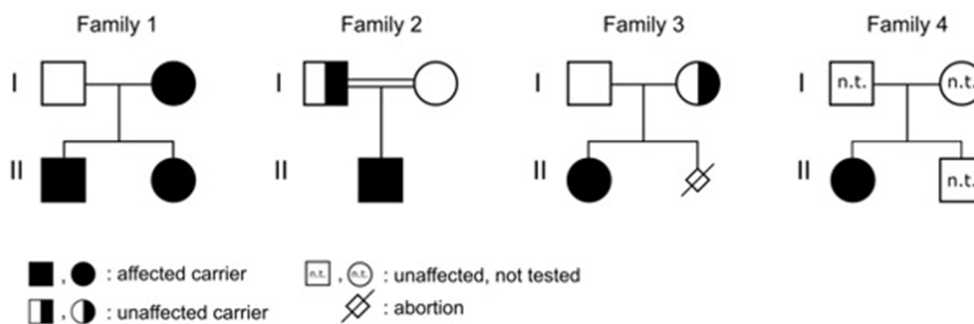 Family 1 Family 2 Family 3 Family 4
I I I I
n.t. n.t.
II II II II
n.t.
, : affected carrier
n.t. , n.t. : unaffected, not tested
, : unaffected carrier
: abortion